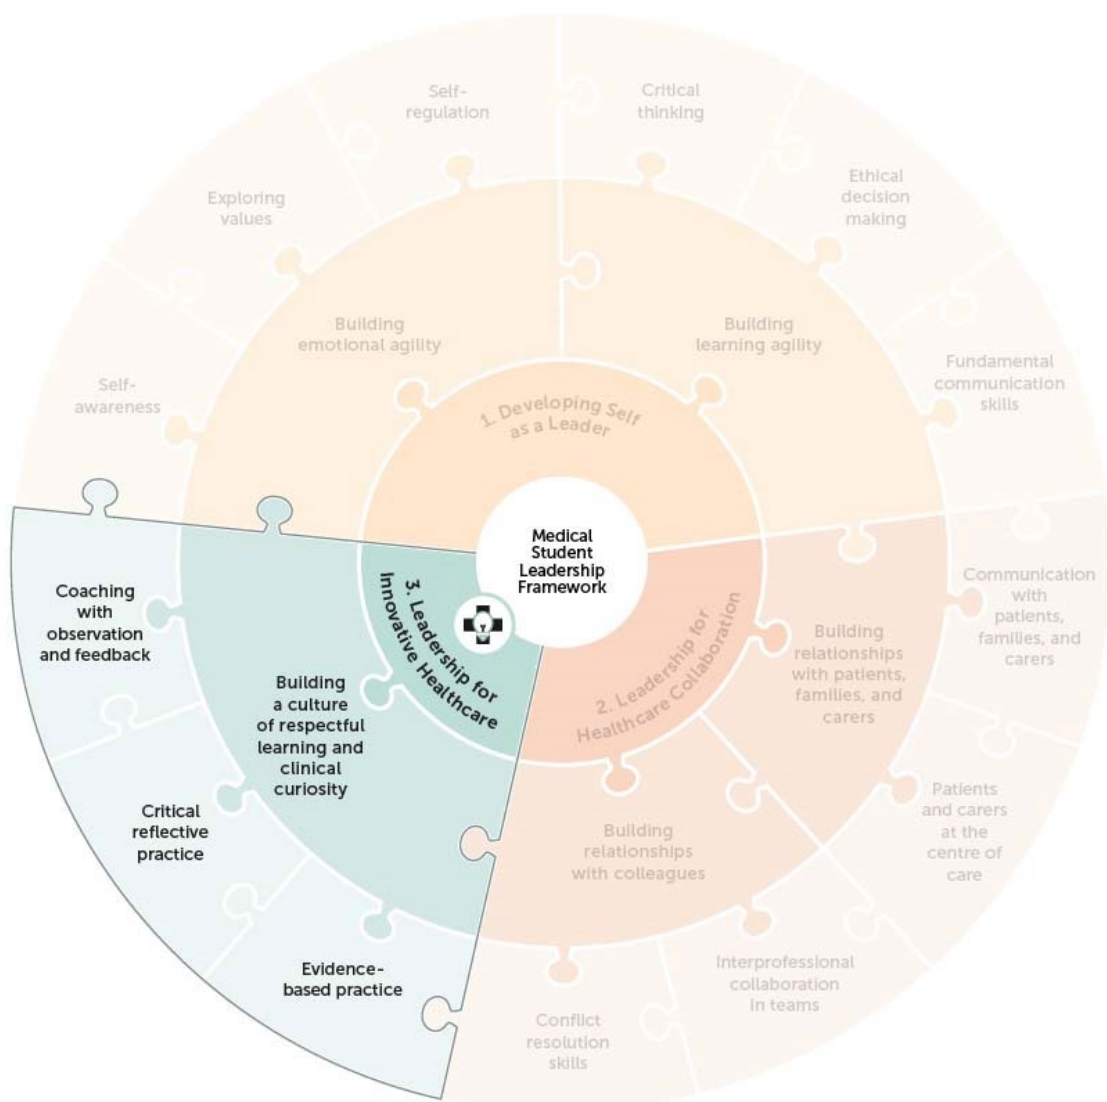 Self-
regulation
Critical
thinking
Exploring
values
Ethical
decision
making
Building
emotional agility
Building
learning agility
Self-
awareness
Fundamental
communication
skills
1. Developing Self
as a Leader
Medical
Student
Leadership
Framework
3. Leadership for
Innovative Healthcare
2. Leadership for
Healthcare Collaboration
Coaching
with
observation
and feedback
Building
a culture
of respectful
learning and
clinical
curiosity
Building
relationships
with patients,
families, and
carers
Communication
with
patients,
families, and
carers
Critical
reflective
practice
Building
relationships
with colleagues
Patients
and carers
at the
centre of
care
Evidence-
based practice
Conflict
resolution
skills
Interprofessional
collaboration
in teams